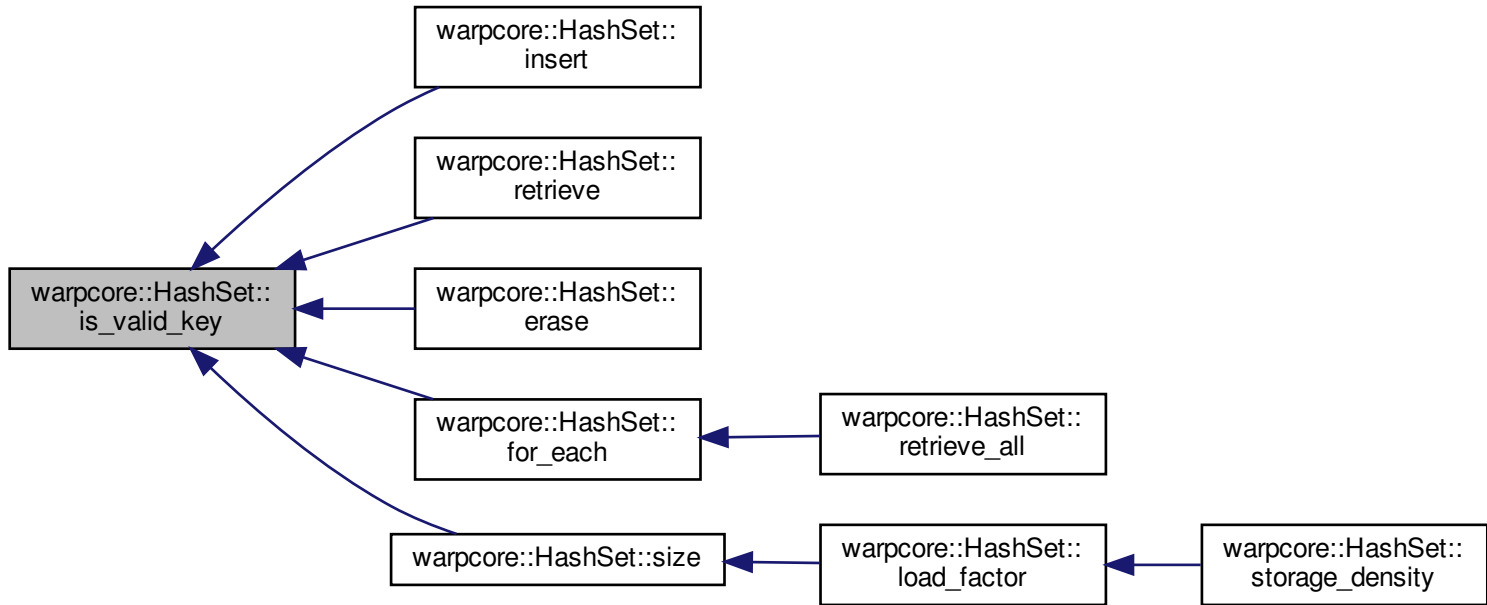 warpcore::HashSet::
insert
warpcore::HashSet::
retrieve
warpcore::HashSet::
is_valid_key
warpcore::HashSet::
erase
warpcore::HashSet::
for_each
warpcore::HashSet::
retrieve_all
warpcore::HashSet::size
warpcore::HashSet::
load_factor
warpcore::HashSet::
storage_density